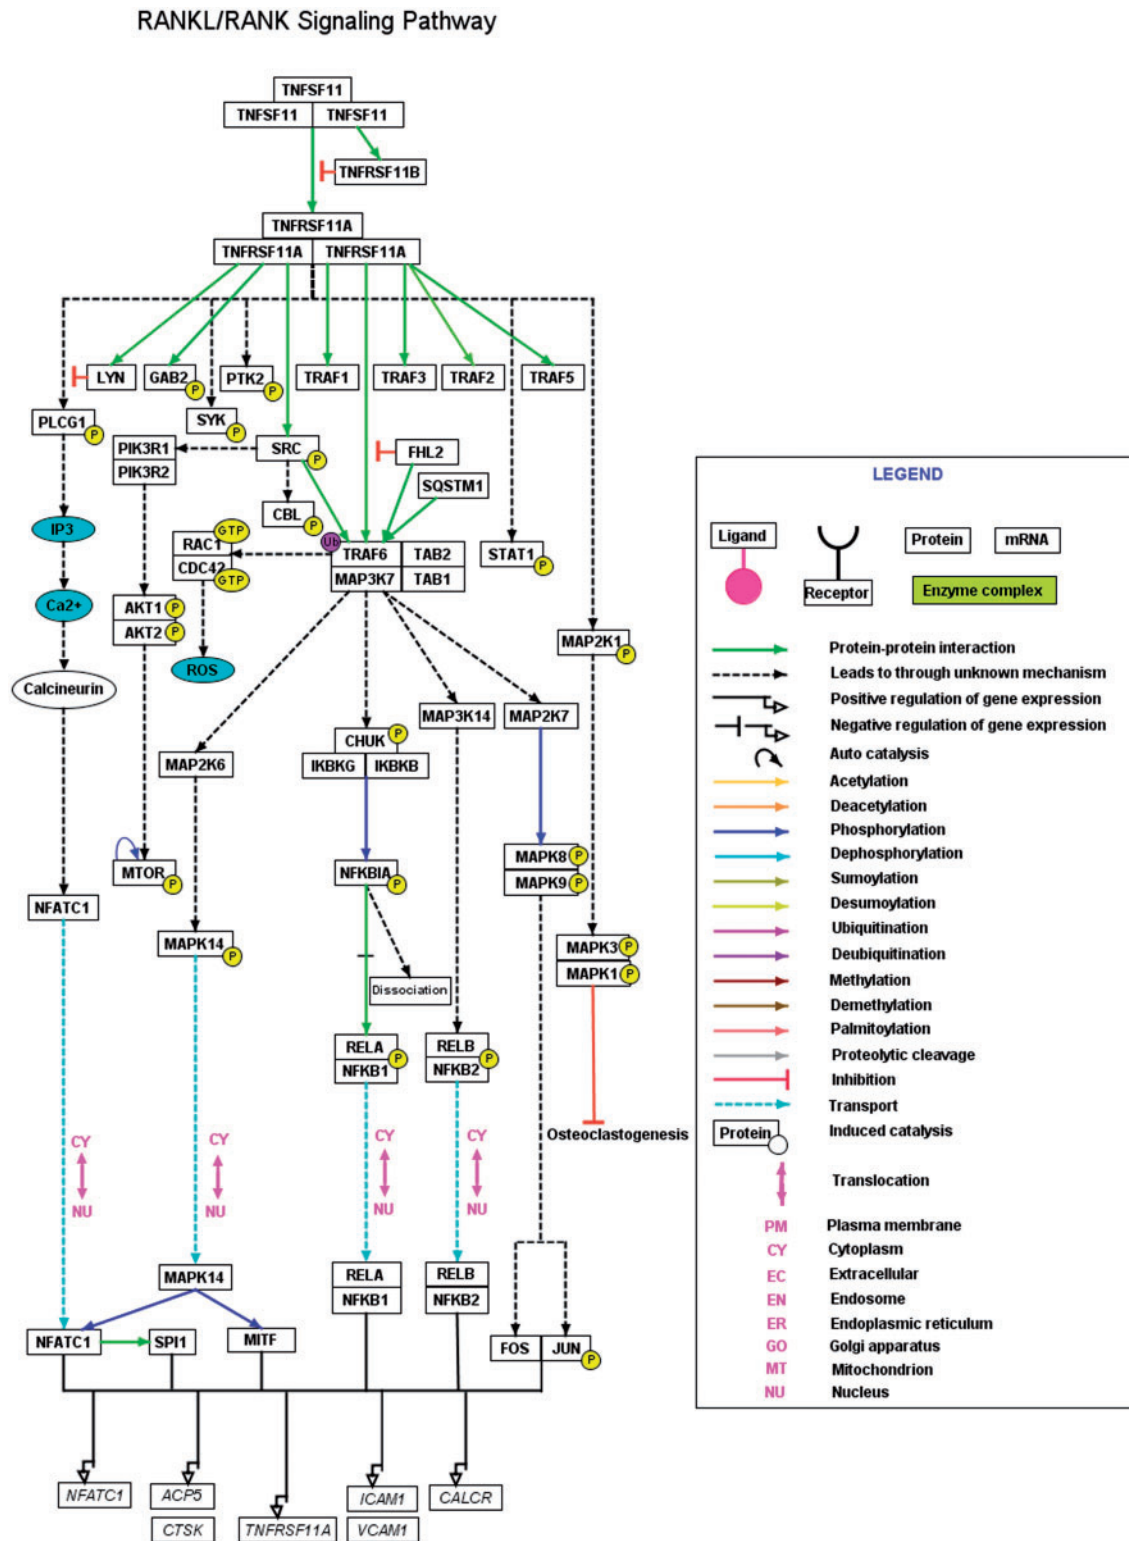 RANKL/RANK Signaling Pathway
TNFSF11
TNFSF11 TNFSF11
TNFRSF11B
TNFRSF11A
TNFRSF11A TNFRSF11A
LYN GAB2 P PTK2 P TRAF1 TRAF3 TRAF2 TRAF5
PLCG1 P SYK P
PIK3R1 SRC P FHL2
PIK3R2
SQSTM1
IP3 CBL P
RAC1 GTP Ub TRAF6 TAB2 STAT1 P
CDC42 GTP MAP3K7 TAB1
Ca2+ AKT1 P
AKT2 P MAP2K1 P
ROS
Calcineurin
MAP3K14 MAP2K7
CHUK P
MAP2K6 IKBKG IKBKB
MTOR P NFKBIA P MAPK8 P
MAPK9 P
NFATC1
MAPK14 P MAPK3 P
MAPK1 P
Dissociation
RELA P RELB P
NFKB1 NFKB2
Osteoclastogenesis
CY CY CY CY
NU NU NU NU
MAPK14 RELA RELB
NFKB1 NFKB2
NFATC1 SPI1 MITF FOS JUN P
NFATC1 ACP5 ICAM1 CALCR
CTSK TNFRSF11A VCAM1
LEGEND
Ligand Receptor Protein mRNA
Enzyme complex
Protein-protein interaction
Leads to through unknown mechanism
Positive regulation of gene expression
Negative regulation of gene expression
Auto catalysis
Acetylation
Deacetylation
Phosphorylation
Dephosphorylation
Sumoylation
Desumoylation
Ubiquitination
Deubiquitination
Methylation
Demethylation
Palmitoylation
Proteolytic cleavage
Inhibition
Transport
Protein Induced catalysis
Translocation
PM Plasma membrane
CY Cytoplasm
EC Extracellular
EN Endosome
ER Endoplasmic reticulum
GO Golgi apparatus
MT Mitochondrion
NU Nucleus